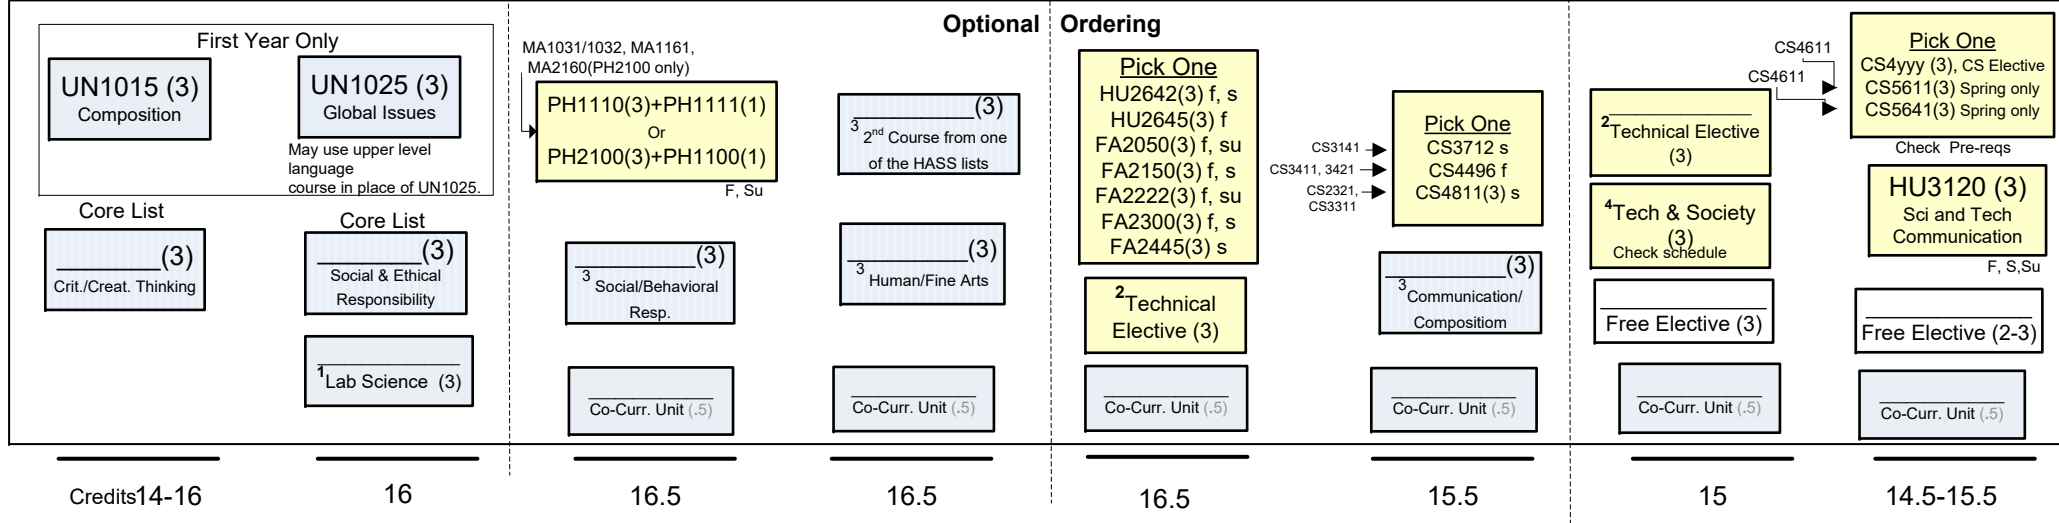 Optional Ordering
First Year Only
UN1015 (3)
Composition
UN1025 (3)
Global Issues
May use upper level
language
course in place of UN1025.
Core List
(3)
Crit./Creat. Thinking
Core List
(3)
Social & Ethical
Responsibility
1Lab Science (3)
MA1031/1032, MA1161,
MA2160(PH2100 only)
PH1110(3)+PH1111(1)
Or
PH2100(3)+PH1100(1)
F, Su
(3)
3 Social/Behavioral
Resp.
Co-Curr. Unit (.5)
(3)
3 2nd Course from one
of the HASS lists
(3)
3 Human/Fine Arts
Co-Curr. Unit (.5)
Pick One
HU2642(3) f, s
HU2645(3) f
FA2050(3) f, su
FA2150(3) f, s
FA2222(3) f, su
FA2300(3) f, s
FA2445(3) s
2Technical
Elective (3)
Co-Curr. Unit (.5)
CS3141
CS3411, 3421
CS2321,
CS3311
Pick One
CS3712 s
CS4496 f
CS4811(3) s
(3)
3Communication/
Compositiom
Co-Curr. Unit (.5)
2Technical Elective
(3)
4Tech & Society
(3)
Check schedule
Free Elective (3)
Co-Curr. Unit (.5)
CS4611
CS4611
Pick One
CS4yyy (3), CS Elective
CS5611(3) Spring only
CS5641(3) Spring only
Check Pre-reqs
HU3120 (3)
Sci and Tech
Communication
F, S,Su
Free Elective (2-3)
Co-Curr. Unit (.5)
Credits14-16 16 16.5 16.5 16.5 15.5 15 14.5-15.5